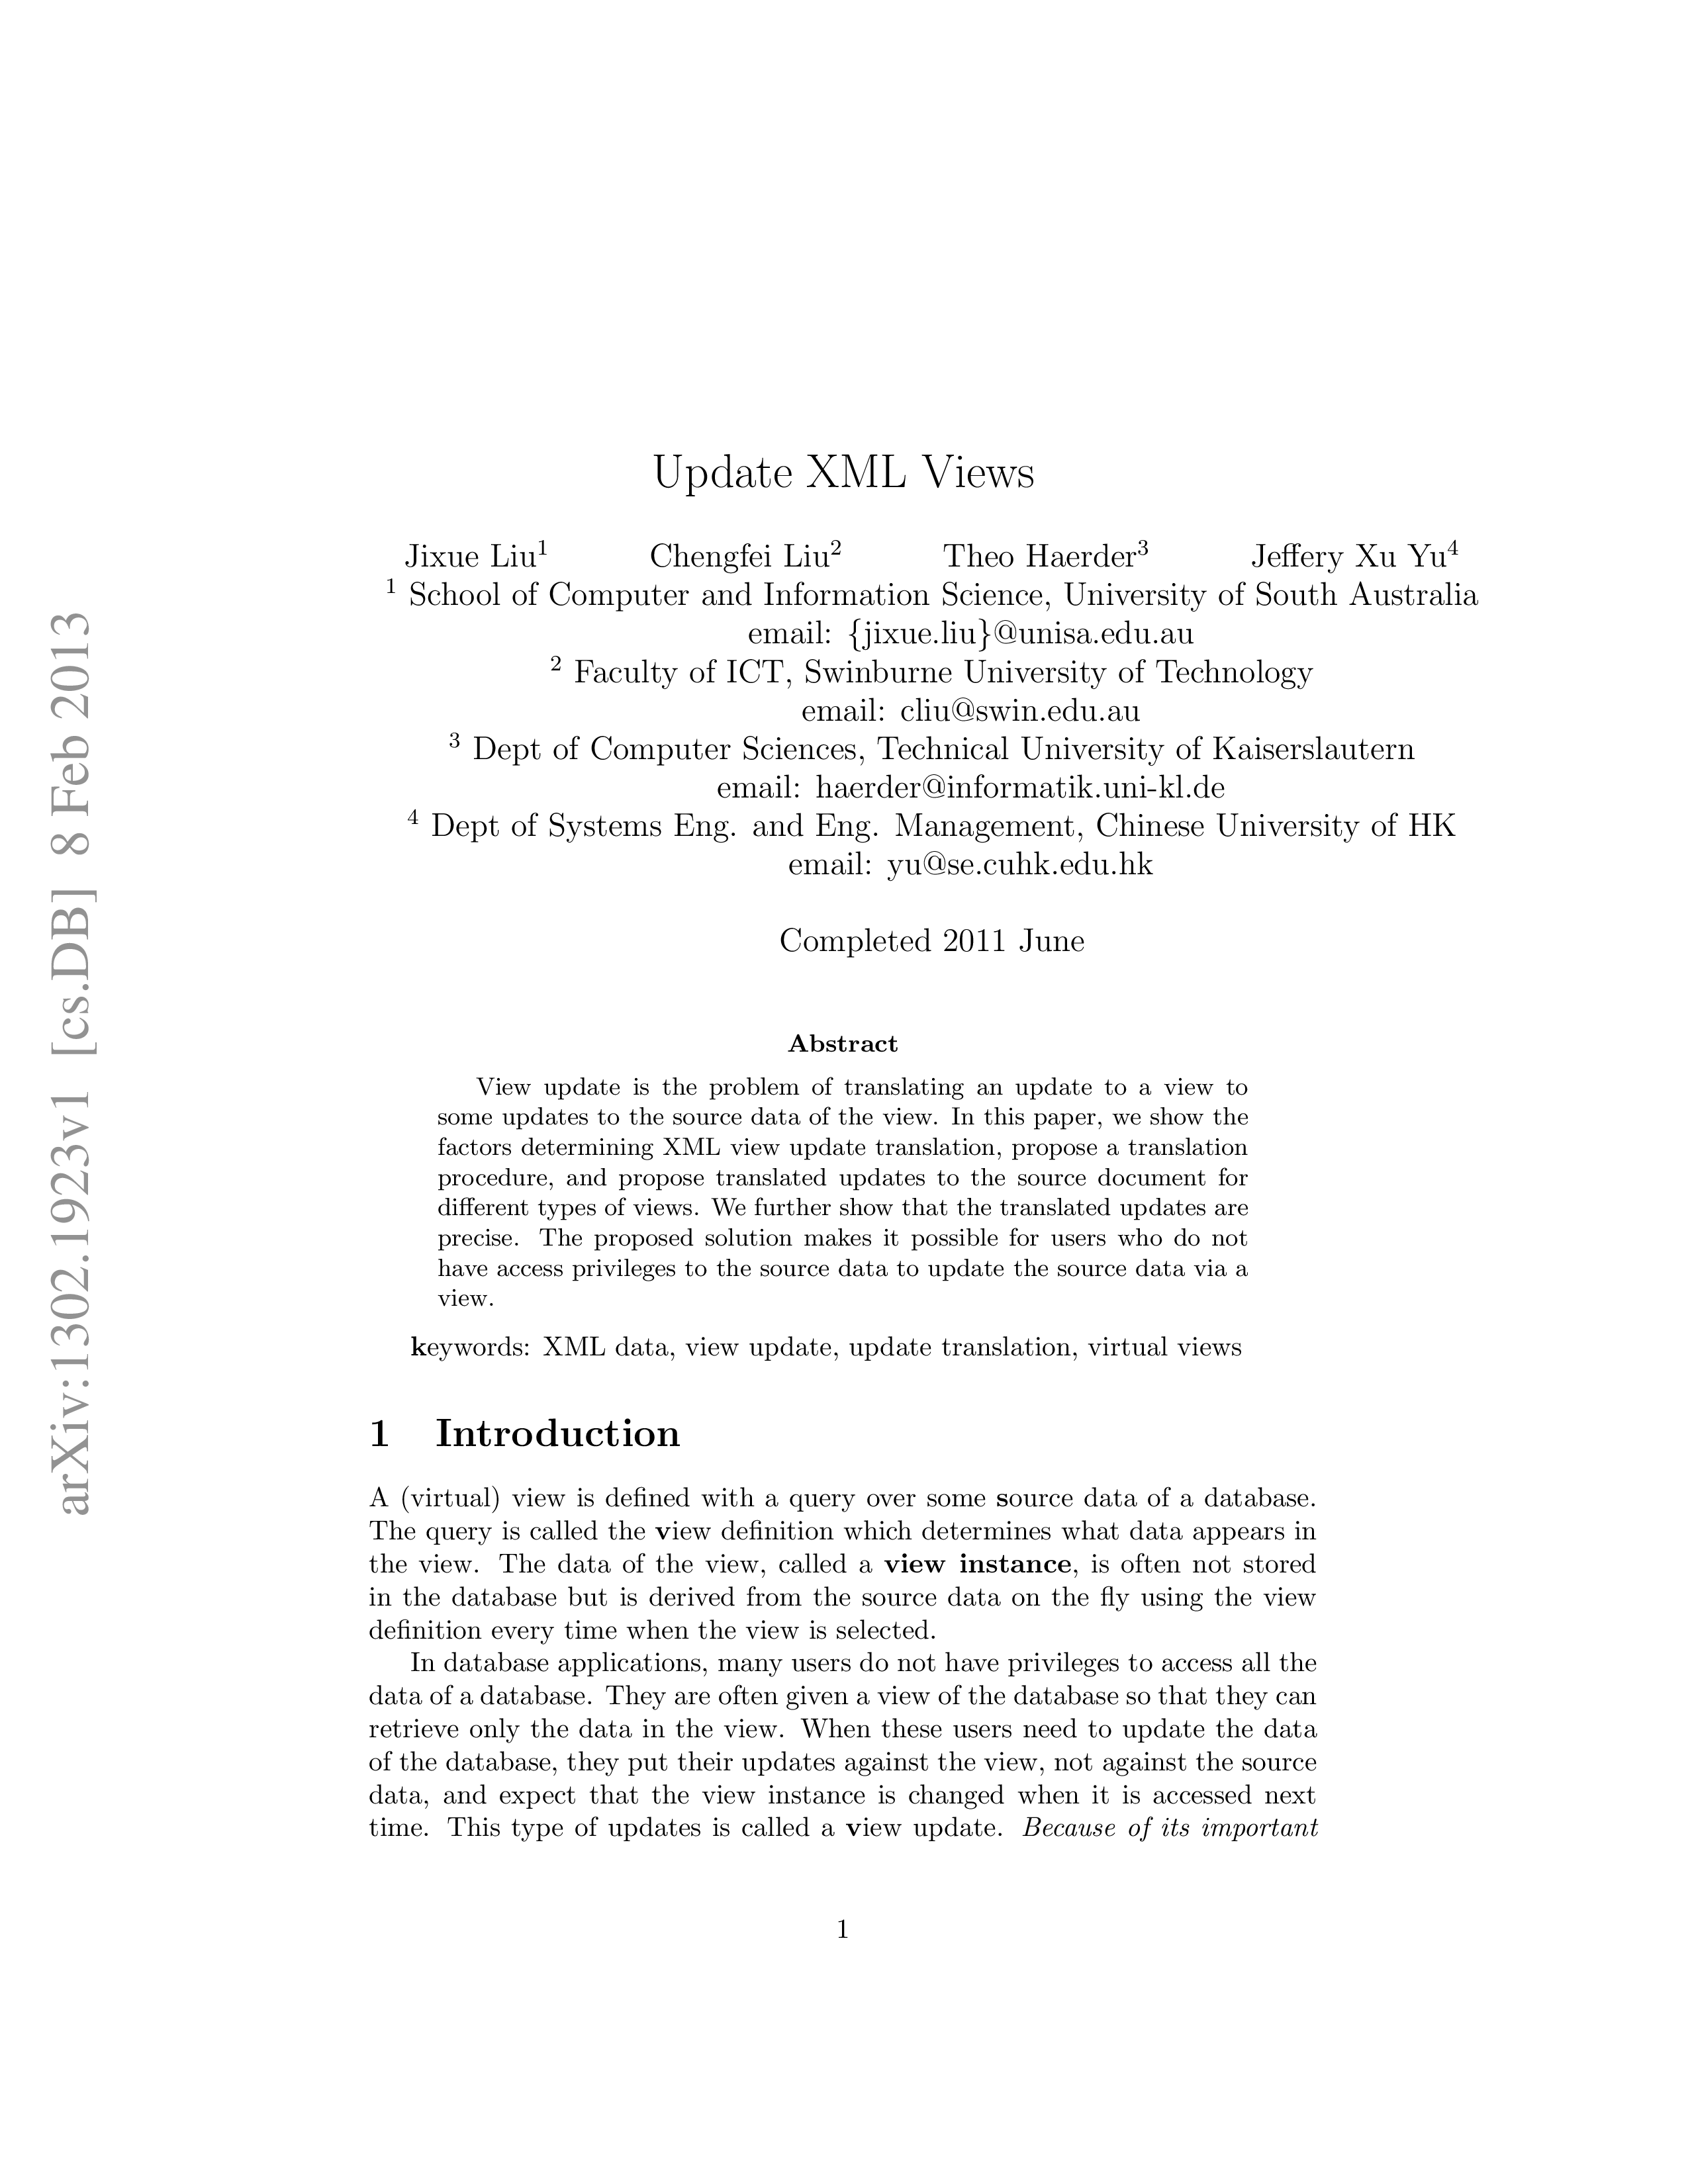 Update XML Views
Jixue Liu1 Chengfei Liu2 Theo Haerder3 Jeffery Xu Yu4
1 School of Computer and Information Science, University of South Australia
email: {jixue.liu}@unisa.edu.au
2 Faculty of ICT, Swinburne University of Technology
email: cliu@swin.edu.au
3 Dept of Computer Sciences, Technical University of Kaiserslautern
email: haerder@informatik.uni-kl.de
4 Dept of Systems Eng. and Eng. Management, Chinese University of HK
email: yu@se.cuhk.edu.hk
Completed 2011 June
Abstract
View update is the problem of translating an update to a view to
some updates to the source data of the view. In this paper, we show the
factors determining XML view update translation, propose a translation
procedure, and propose translated updates to the source document for
different types of views. We further show that the translated updates are
precise. The proposed solution makes it possible for users who do not
have access privileges to the source data to update the source data via a
view.
keywords: XML data, view update, update translation, virtual views
1 Introduction
A (virtual) view is defined with a query over some source data of a database.
The query is called the view definition which determines what data appears in
the view. The data of the view, called a view instance, is often not stored
in the database but is derived from the source data on the fly using the view
definition every time when the view is selected.
In database applications, many users do not have privileges to access all the
data of a database. They are often given a view of the database so that they can
retrieve only the data in the view. When these users need to update the data
of the database, they put their updates against the view, not against the source
data, and expect that the view instance is changed when it is accessed next
time. This type of updates is called a view update. Because of its important
1
arXiv:1302.1923v1 [cs.DB] 8 Feb 2013